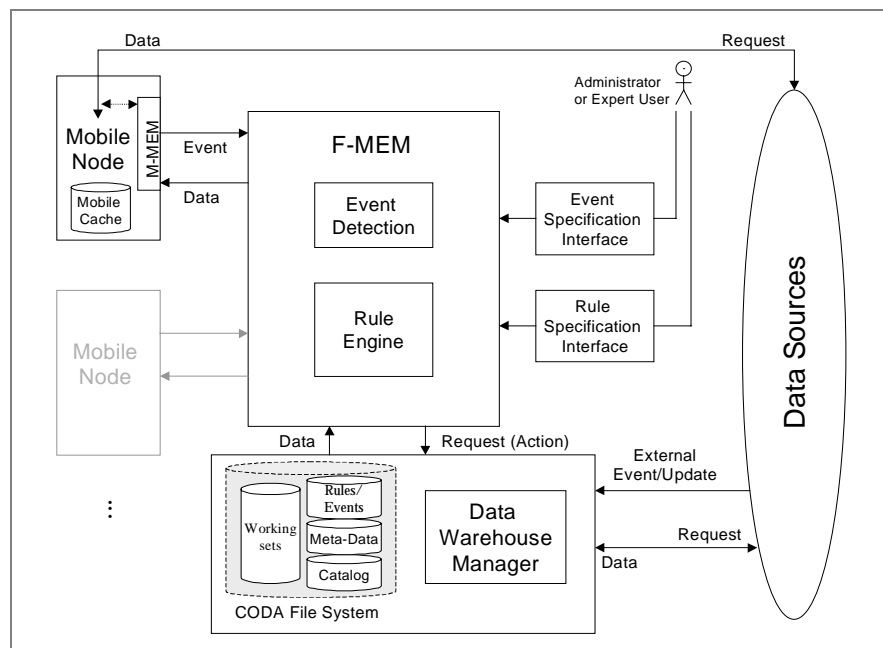 Data
Request
Administrator
or Expert User
Mobile
Node
M-MEM
Mobile
Cache
Event
Data
F-MEM
Event
Detection
Rule
Engine
Event
Specification
Interface
Rule
Specification
Interface
Data Sources
Mobile
Node
...
Data
Request (Action)
Working
sets
Rules/
Events
Meta-Data
Catalog
CODA File System
Data
Warehouse
Manager
External
Event/Update
Request
Data